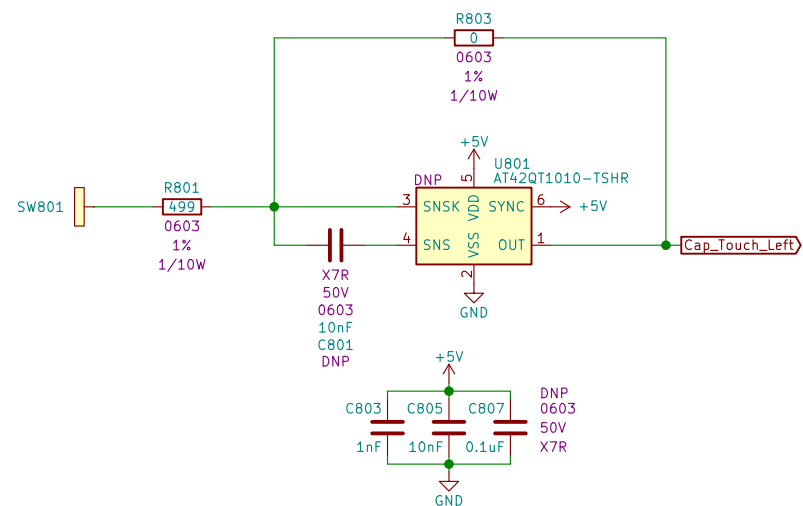 R803
0
0603
1%
1/10W
+5V
U801
AT42QT1010-TSHR
DNP
5
SW801
R801
499
0603
1%
1/10W
3
SNSK
VDD
SYNC
6
+5V
4
SNS
VSS
OUT
1
Cap_Touch_Left
2
GND
X7R
50V
0603
10nF
C801
DNP
+5V
C803
C805
C807
1nF
10nF
0.1uF
DNP
0603
50V
X7R
GND